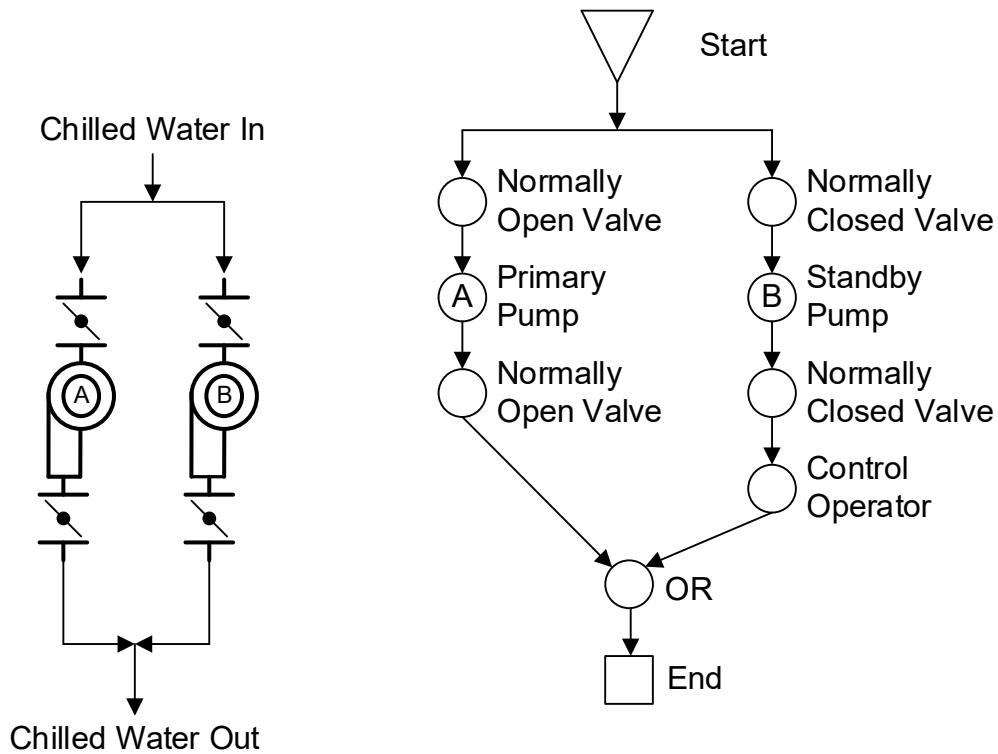 Chilled Water In
A
B
Chilled Water Out
Start
Normally
Open Valve
A
Primary
Pump
Normally
Open Valve
Normally
Closed Valve
B
Standby
Pump
Normally
Closed Valve
Control
Operator
OR
End